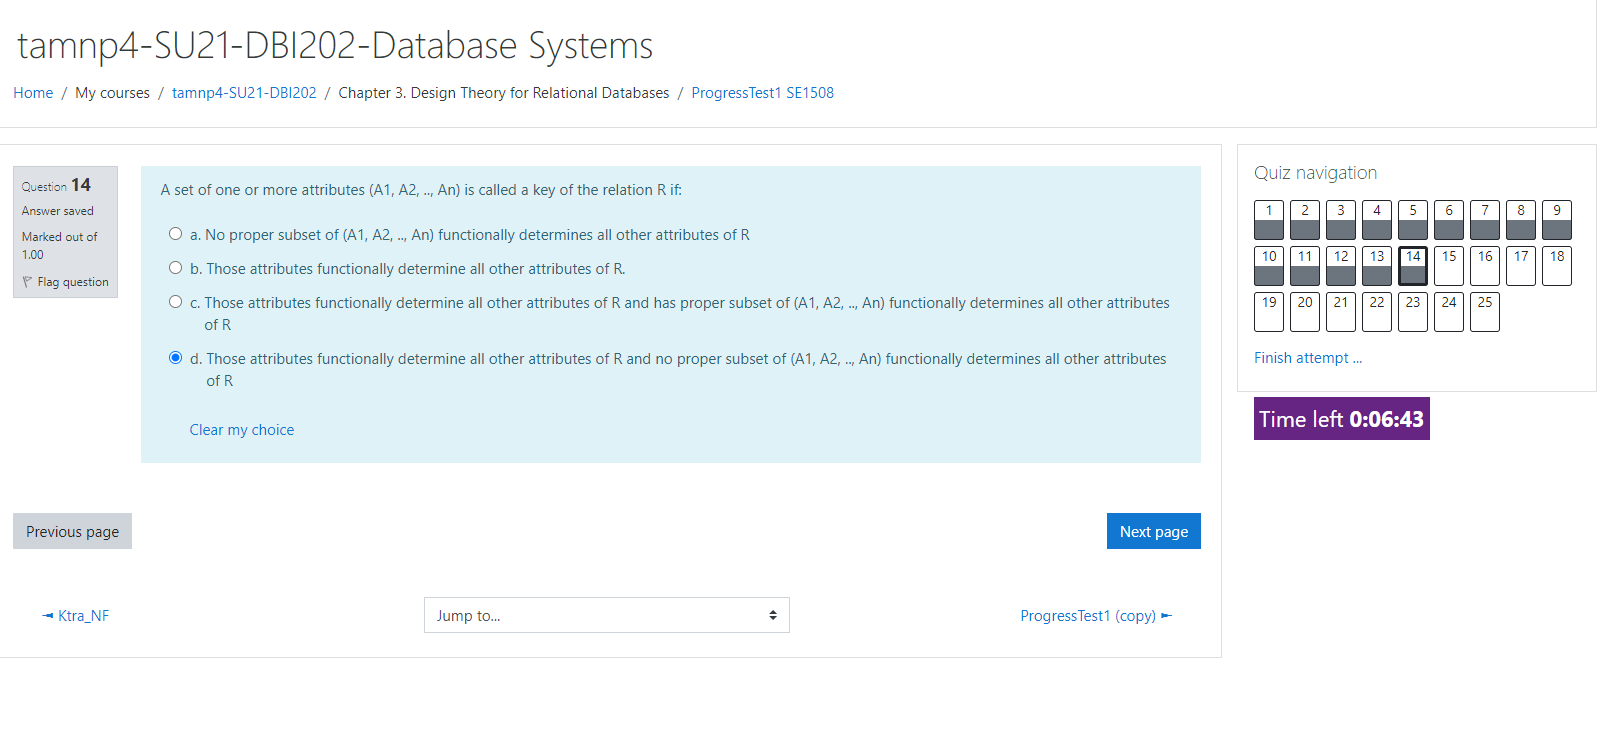 tamnp4-SU21-DBI202-Database Systems
Home / My courses / tamnp4-SU21-DBI202 / Chapter 3. Design Theory for Relational Databases / ProgressTest1 SE1508
Question 14
Answer saved
Marked out of
1.00
Flag question
A set of one or more attributes (A1, A2, .., An) is called a key of the relation R if:
a. No proper subset of (A1, A2, .., An) functionally determines all other attributes of R
b. Those attributes functionally determine all other attributes of R.
c. Those attributes functionally determine all other attributes of R and has proper subset of (A1, A2, .., An) functionally determines all other attributes
of R
d. Those attributes functionally determine all other attributes of R and no proper subset of (A1, A2, .., An) functionally determines all other attributes
of R
Clear my choice
Previous page
Next page
◄ Ktra_NF
Jump to...
ProgressTest1 (copy) ►
Quiz navigation
1 2 3 4 5 6 7 8 9
10 11 12 13 14 15 16 17 18
19 20 21 22 23 24 25
Finish attempt ...
Time left 0:06:43